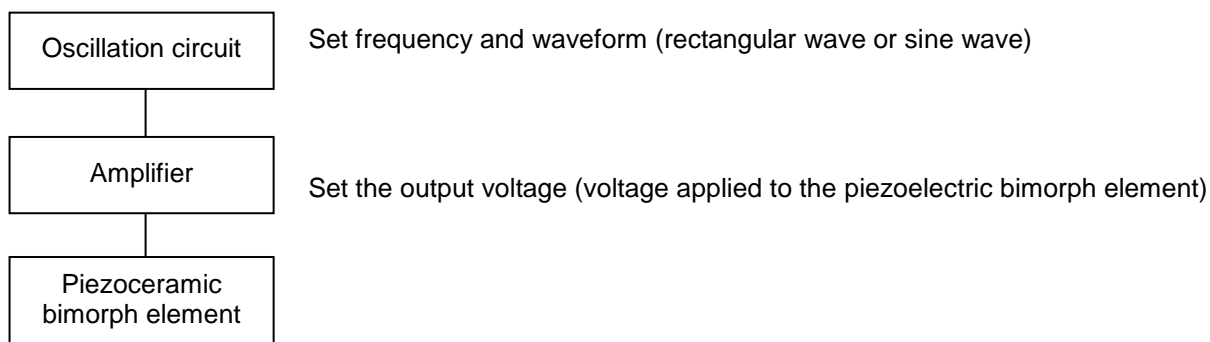 Oscillation circuit
Set frequency and waveform (rectangular wave or sine wave)
Amplifier
Set the output voltage (voltage applied to the piezoelectric bimorph element)
Piezoceramic
bimorph element